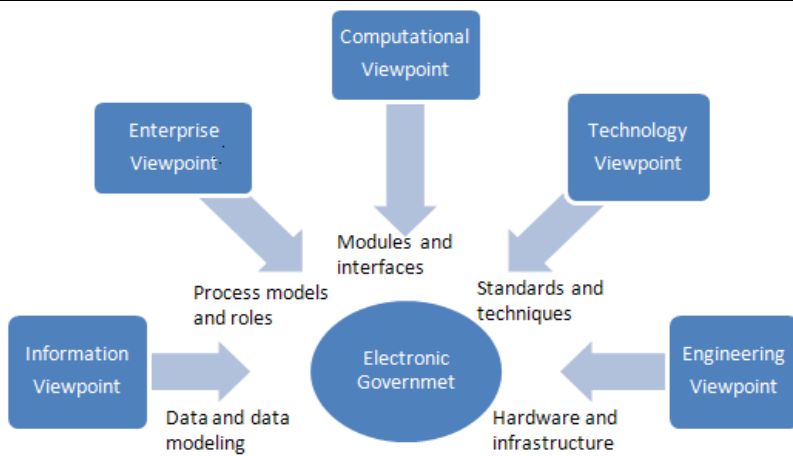 Computational
Viewpoint
Enterprise
Viewpoint
Technology
Viewpoint
Modules and
interfaces
Process models
and roles
Standards and
techniques
Information
Viewpoint
Electronic
Governmet
Engineering
Viewpoint
Data and data
modeling
Hardware and
infrastructure